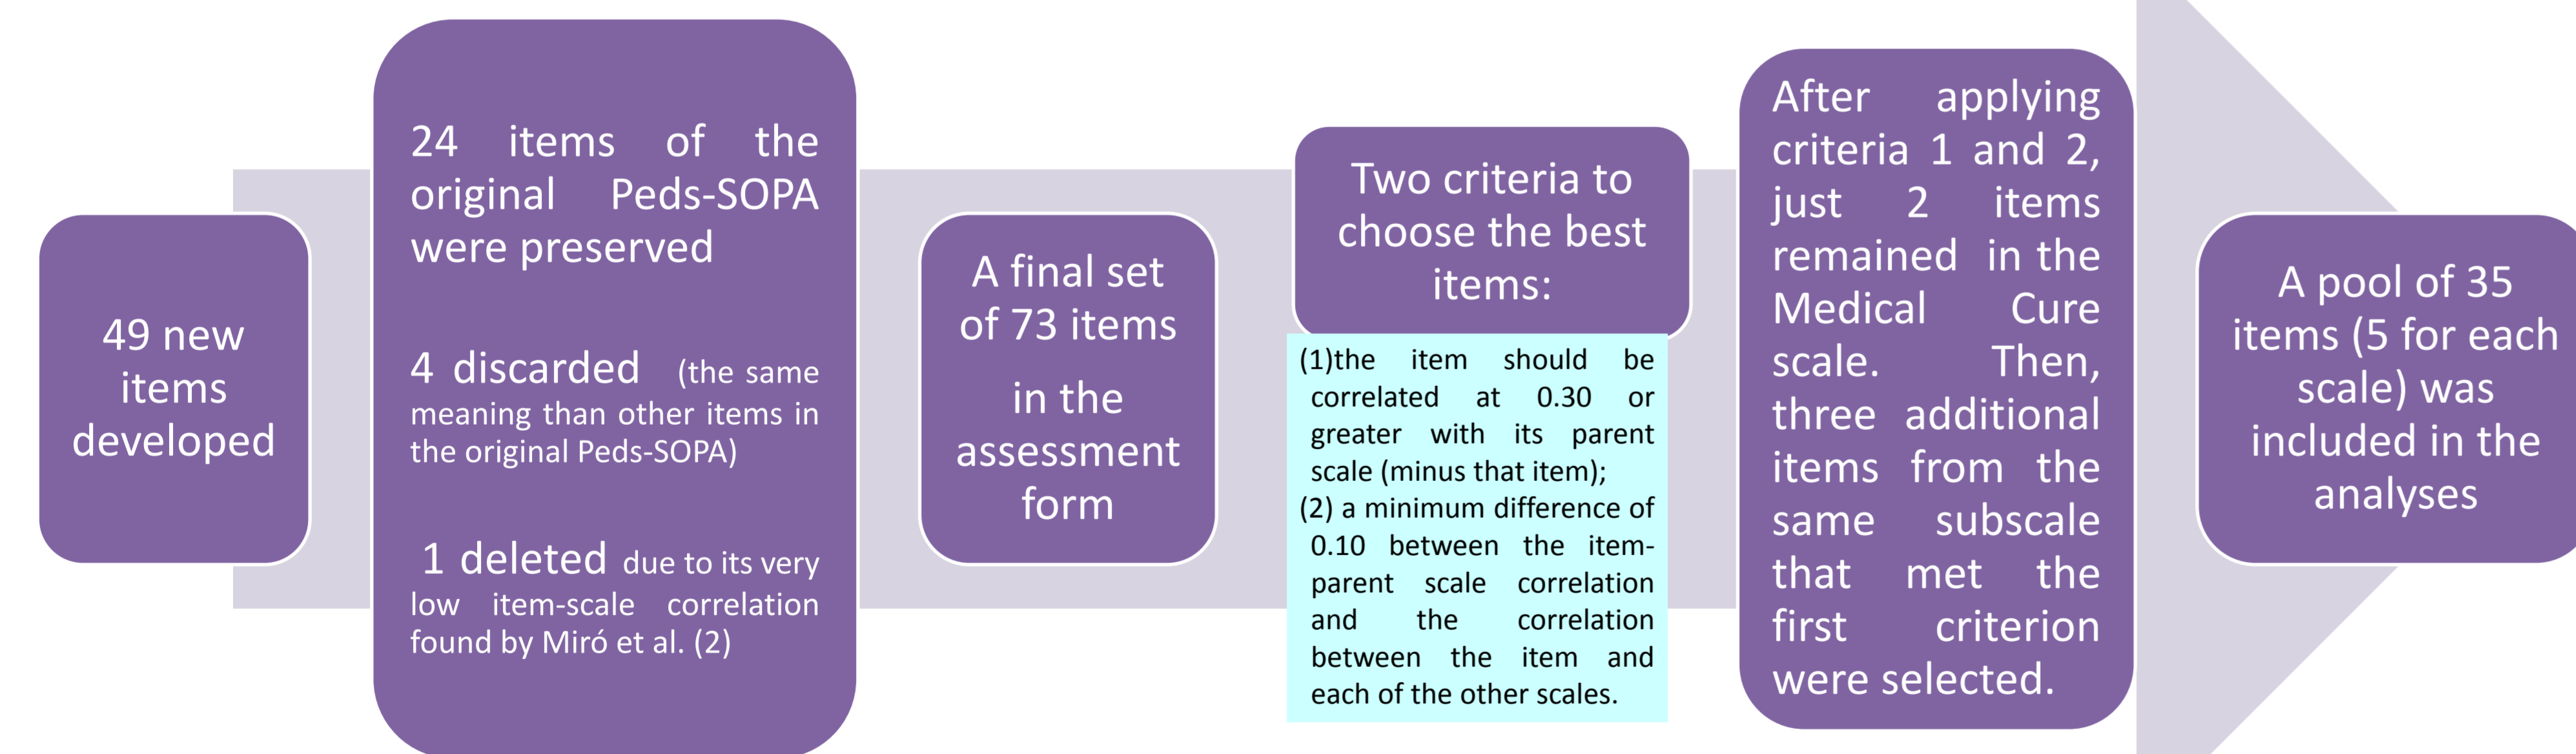 49 new
items
developed
24 items of the
original Peds-SOPA
were preserved
4 discarded (the same
meaning than other items in
the original Peds-SOPA)
1 deleted due to its very
low item-scale correlation
found by Miró et al. (2)
A final set
of 73 items
in the
assessment
form
Two criteria to
choose the best
items:
(1)the item should be
correlated at 0.30 or
greater with its parent
scale (minus that item);
(2) a minimum difference of
0.10 between the item-
parent scale correlation
and the correlation
between the item and
each of the other scales.
After applying
criteria 1 and 2,
just 2 items
remained in the
Medical Cure
scale. Then,
three additional
items from the
same subscale
that met the
first criterion
were selected.
A pool of 35
items (5 for each
scale) was
included in the
analyses